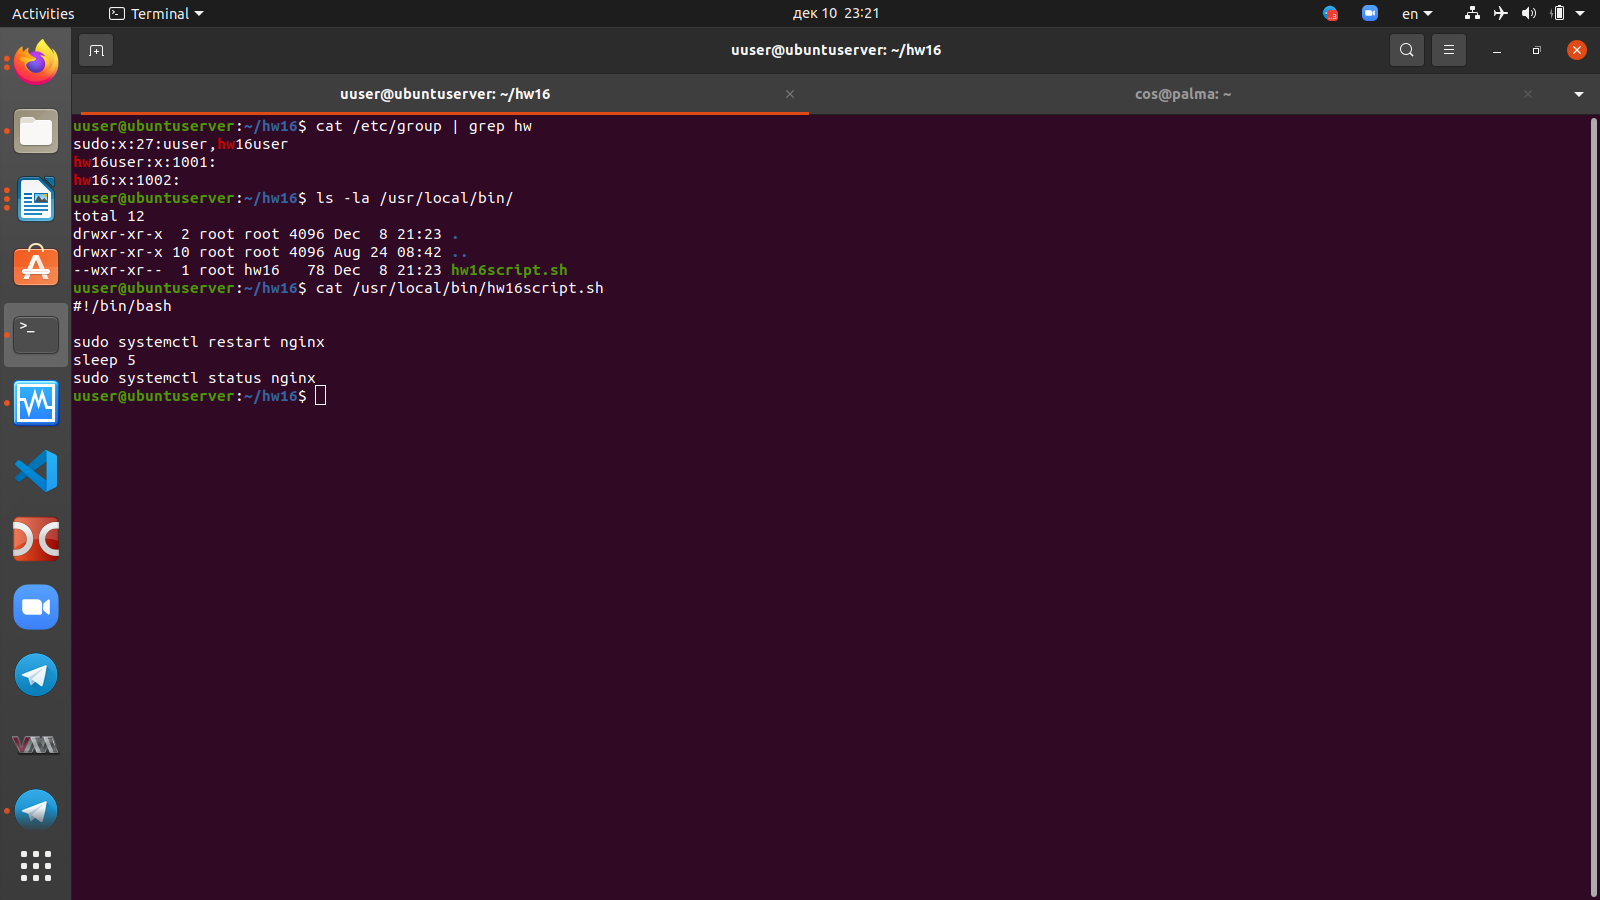 Activities Terminal дек 10 23:21 3 en
uuser@ubuntuserver: ~/hw16
uuser@ubuntuserver: ~/hw16 cos@palma: ~
uuser@ubuntuserver:~/hw16$ cat /etc/group | grep hw
sudo:x:27:uuser,hw16user
hw16user:x:1001:
hw16:x:1002:
uuser@ubuntuserver:~/hw16$ ls -la /usr/local/bin/
total 12
drwxr-xr-x  2 root root 4096 Dec  8 21:23 .
drwxr-xr-x 10 root root 4096 Aug 24 08:42 ..
--wxr-xr--  1 root hw16   78 Dec  8 21:23 hw16script.sh
uuser@ubuntuserver:~/hw16$ cat /usr/local/bin/hw16script.sh
#!/bin/bash
sudo systemctl restart nginx
sleep 5
sudo systemctl status nginx
uuser@ubuntuserver:~/hw16$